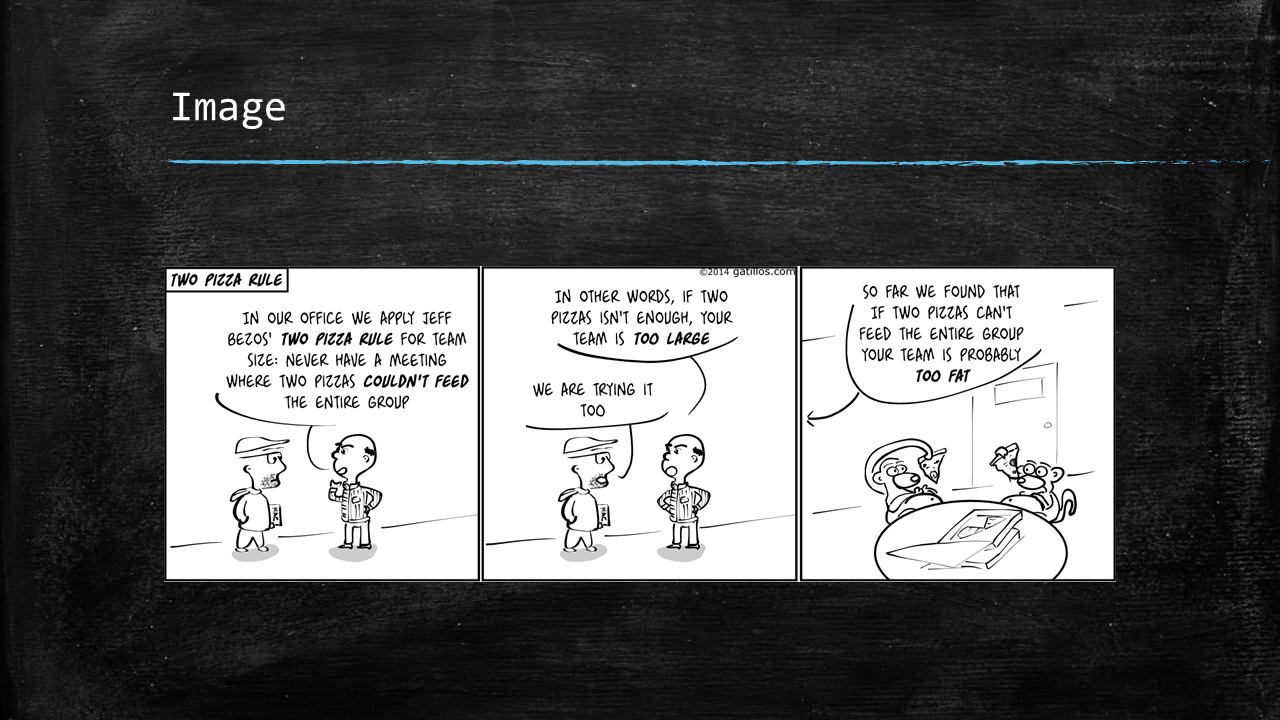 Image
TWO PIZZA RULE
IN OUR OFFICE WE APPLY JEFF
BEZOS' TWO PIZZA RULE FOR TEAM
SIZE: NEVER HAVE A MEETING
WHERE TWO PIZZAS COULDN'T FEED
THE ENTIRE GROUP
©2014 gatillos.com
IN OTHER WORDS, IF TWO
PIZZAS ISN'T ENOUGH, YOUR
TEAM IS TOO LARGE
WE ARE TRYING IT
TOO
SO FAR WE FOUND THAT
IF TWO PIZZAS CAN'T
FEED THE ENTIRE GROUP
YOUR TEAM IS PROBABLY
TOO FAT